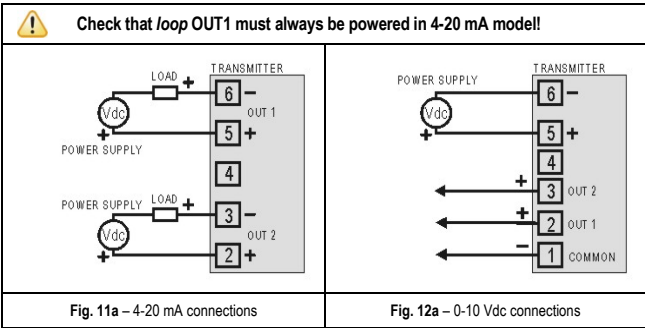 Check that loop OUT1 must always be powered in 4-20 mA model!
TRANSMITTER
LOAD +
6 −
Vdc
OUT 1
+
5 +
POWER SUPPLY
4
POWER SUPPLY
LOAD +
3 −
Vdc
OUT 2
+
2 +
TRANSMITTER
POWER SUPPLY
6 −
Vdc
+
5 +
4
+
3 OUT 2
+
2 OUT 1
−
1 COMMON
Fig. 11a – 4-20 mA connections
Fig. 12a – 0-10 Vdc connections